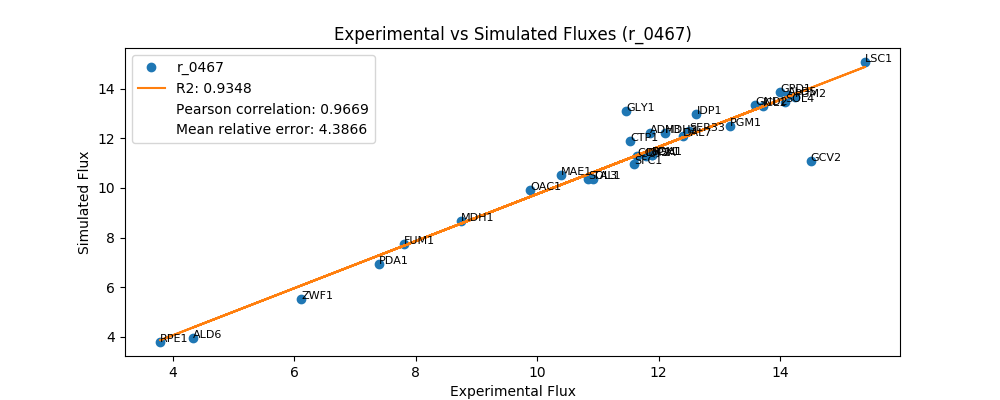 Experimental vs Simulated Fluxes (r_0467)
r_0467
R2: 0.9348
Pearson correlation: 0.9669
Mean relative error: 4.3866
Simulated Flux
14
12
10
8
6
4
LSC1
GPD1
GLY1
IDP1
PGM1
SER33
CTP1
GCV2
SFC1
MAE1
OAC1
MDH1
FUM1
PDA1
ZWF1
ALD6
RPE1
4
6
8
10
12
14
Experimental Flux